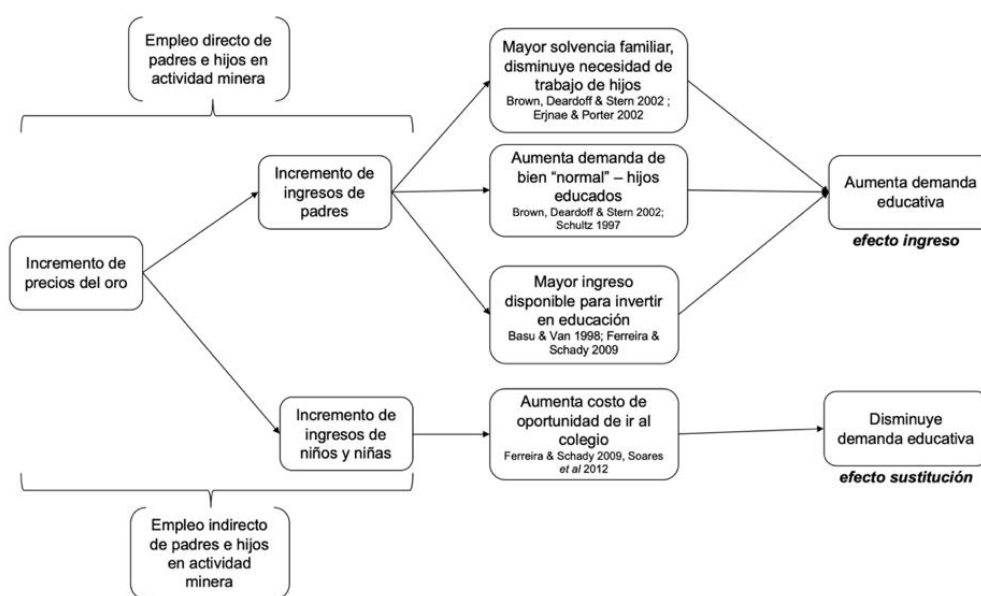 Empleo directo de
padres e hijos en
actividad minera
Mayor solvencia familiar,
disminuye necesidad de
trabajo de hijos
Brown, Deardoff & Stern 2002 ;
Erjnae & Porter 2002
Incremento de
ingresos de
padres
Aumenta demanda de
bien “normal” – hijos
educados
Brown, Deardoff & Stern 2002;
Schultz 1997
Aumenta demanda
educativa
efecto ingreso
Incremento de
precios del oro
Mayor ingreso
disponible para invertir
en educación
Basu & Van 1998; Ferreira &
Schady 2009
Incremento de
ingresos de
niños y niñas
Aumenta costo de
oportunidad de ir al
colegio
Ferreira & Schady 2009, Soares
et al 2012
Disminuye
demanda educativa
efecto sustitución
Empleo indirecto
de padres e hijos
en actividad
minera